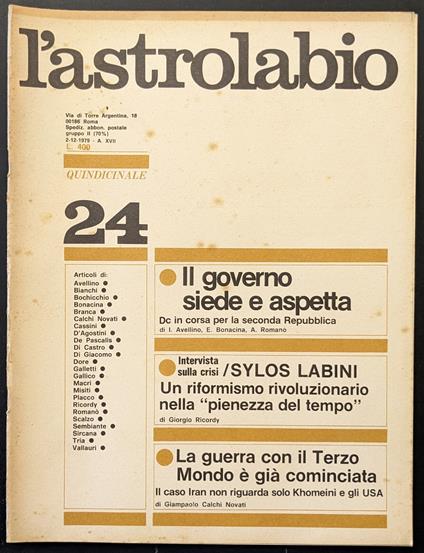 l'astrolabio
Via di Torre Argentina, 18
00186 Roma
Spediz. abbon. postale
gruppo II (70%)
2-12-1979 - A. XVII
L. 400
QUINDICINALE
24
Articoli di:
Avellino ●
Bianchi ●
Bochicchio ●
Bonacina ●
Branca ●
Calchi Novati ●
Cassini ●
D'Agostini ●
De Pascalis ●
Di Castro ●
Di Giacomo ●
Dore ●
Galletti ●
Gallico ●
Macrì ●
Misiti ●
Placco ●
Ricordy ●
Romanò ●
Scalzo ●
Sembiante ●
Sircana ●
Tria ●
Vallauri ●
● Il governo
siede e aspetta
Dc in corsa per la seconda Repubblica
di I. Avellino, E. Bonacina, A. Romanò
● Intervista
sulla crisi /SYLOS LABINI
Un riformismo rivoluzionario
nella "pienezza del tempo"
di Giorgio Ricordy
● La guerra con il Terzo
Mondo è già cominciata
Il caso Iran non riguarda solo Khomeini e gli USA
di Giampaolo Calchi Novati